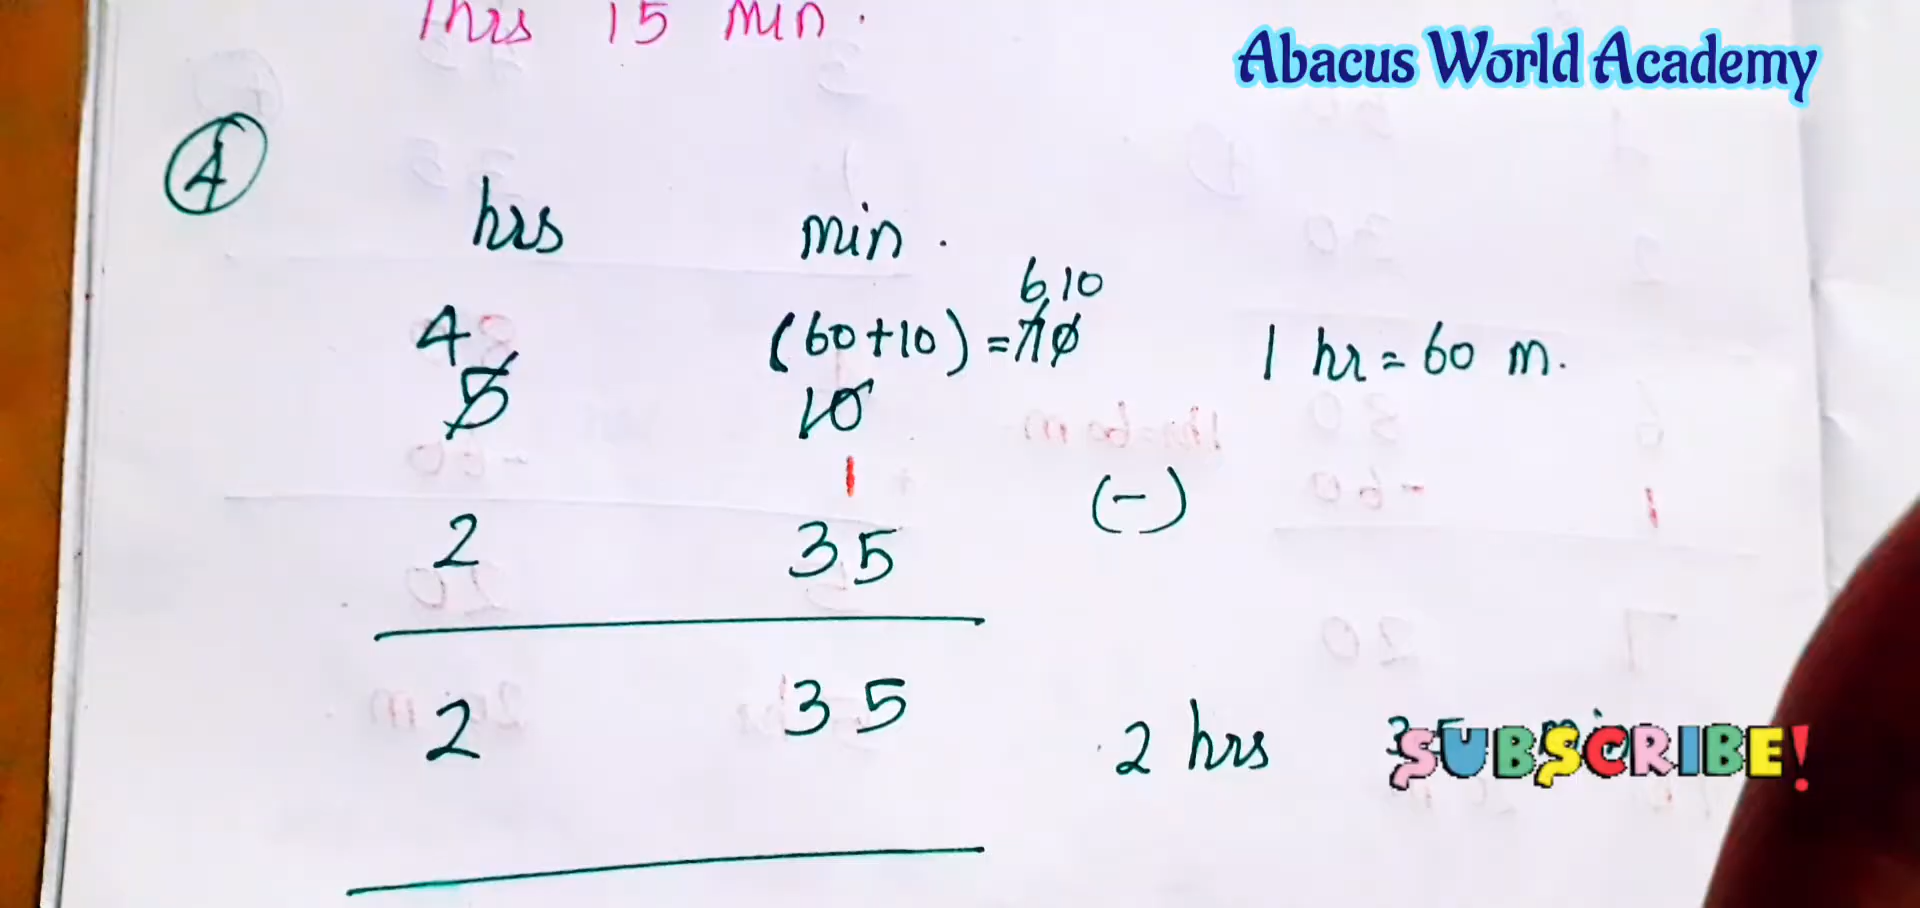 1hrs 15 min.
Abacus World Academy
4
hrs min.
6 10
4 (60+10) = 70 1 hr = 60 m.
5 10
1
2 35 (-)
2 35
2 hrs
SUBSCRIBE!